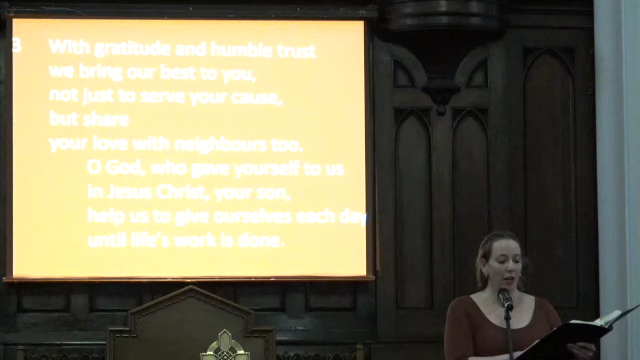 3 With gratitude and humble trust
we bring our best to you,
not just to serve your cause,
but share
your love with neighbours too.
O God, who gave yourself to us
in Jesus Christ, your son,
help us to give ourselves each day
until life's work is done.